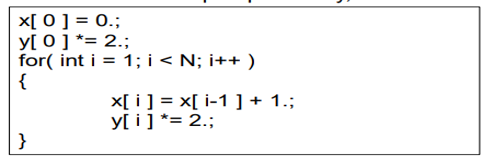 x[ 0 ] = 0.;
y[ 0 ] *= 2.;
for( int i = 1; i < N; i++ )
{
x[ i ] = x[ i-1 ] + 1.;
y[ i ] *= 2.;
}